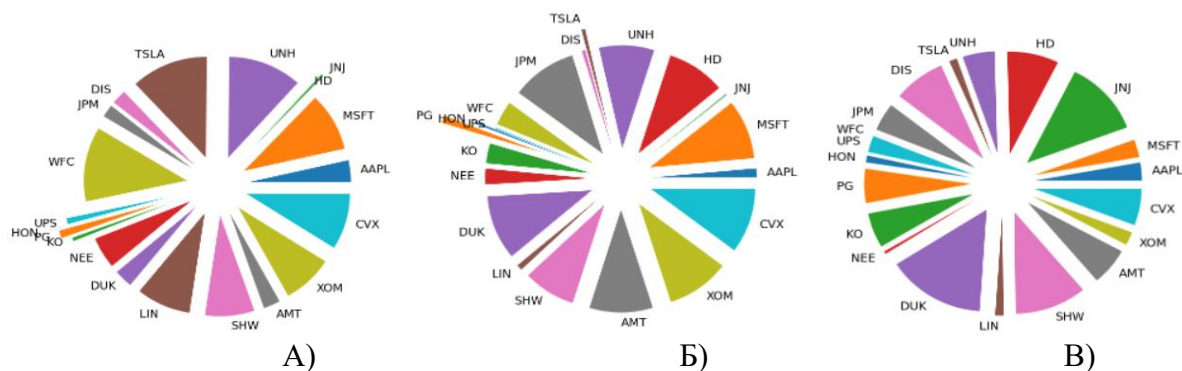 TSLA
UNH
JNJ
HD
MSFT
AAPL
CVX
XOM
AMT
SHW
LIN
DUK
NEE
KO
PG
HON
UPS
WFC
JPM
DIS
А)
TSLA
DIS
UNH
HD
JNJ
MSFT
AAPL
CVX
XOM
AMT
SHW
LIN
DUK
NEE
KO
PG
HON
UPS
WFC
JPM
Б)
TSLA
UNH
HD
JNJ
MSFT
AAPL
CVX
XOM
AMT
SHW
LIN
DUK
NEE
KO
PG
HON
UPS
WFC
JPM
DIS
В)